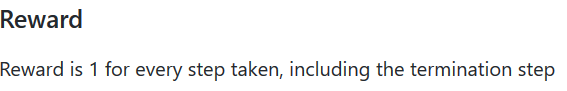 Reward
Reward is 1 for every step taken, including the termination step